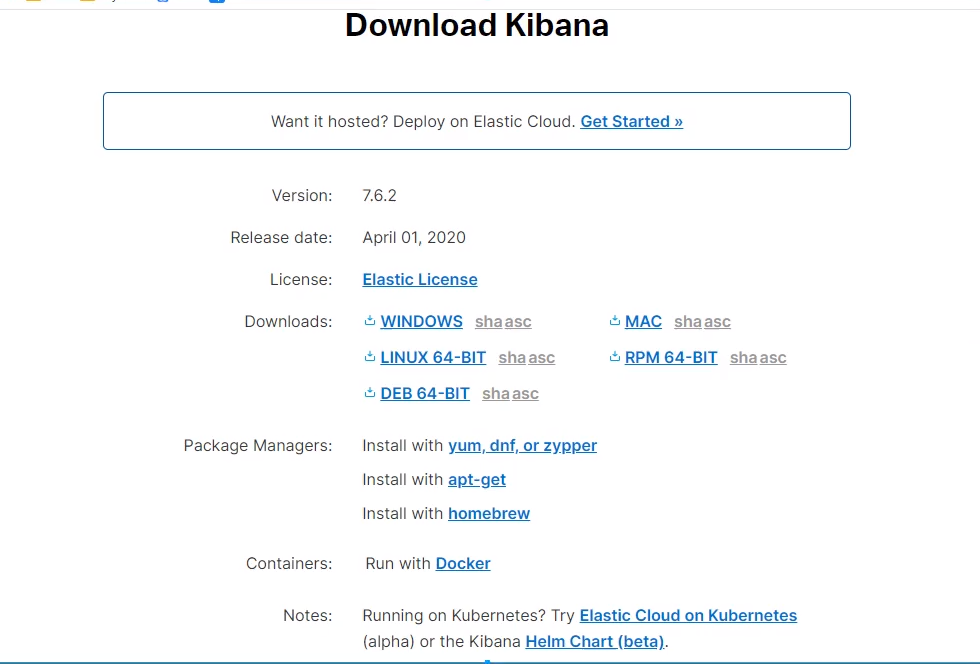 Download Kibana
Want it hosted? Deploy on Elastic Cloud. Get Started »
Version: 7.6.2
Release date: April 01, 2020
License: Elastic License
Downloads: WINDOWS sha asc MAC sha asc
LINUX 64-BIT sha asc RPM 64-BIT sha asc
DEB 64-BIT sha asc
Package Managers: Install with yum, dnf, or zypper
Install with apt-get
Install with homebrew
Containers: Run with Docker
Notes: Running on Kubernetes? Try Elastic Cloud on Kubernetes
(alpha) or the Kibana Helm Chart (beta).